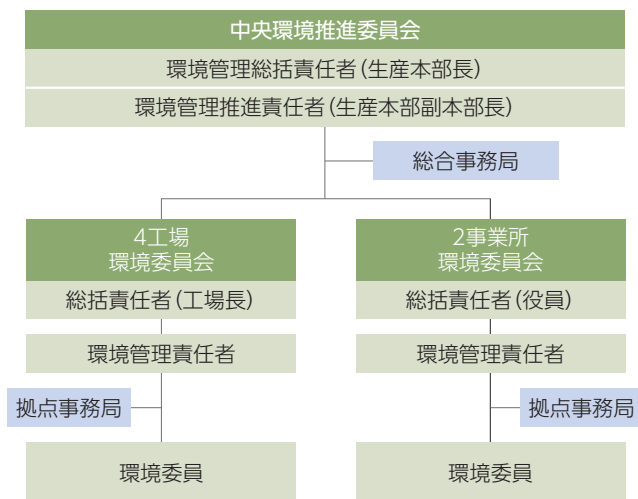 中央環境推進委員会
環境管理総括責任者(生産本部長)
環境管理推進責任者(生産本部副本部長)
総合事務局
4工場
環境委員会
総括責任者(工場長)
環境管理責任者
拠点事務局
環境委員
2事業所
環境委員会
総括責任者(役員)
環境管理責任者
拠点事務局
環境委員